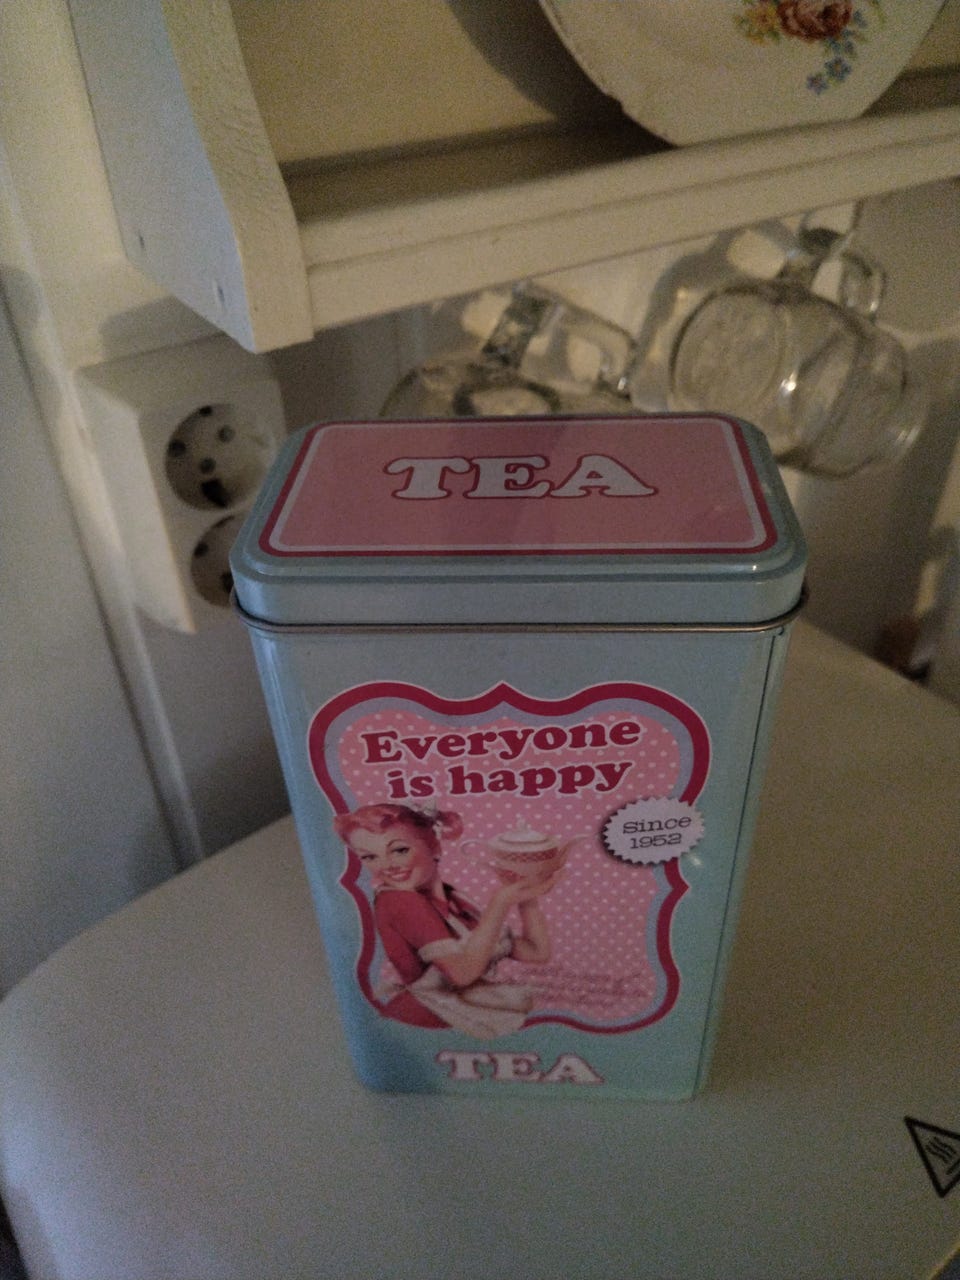 TEA
Everyone
is happy
Since
1952
TEA